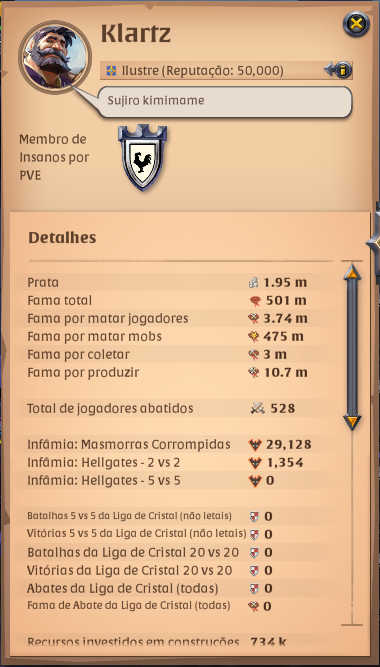 Klartz
Ilustre (Reputação: 50,000)
Sujiro kimimame
Membro de
Insanos por
PVE
Detalhes
Prata 1.95 m
Fama total 501 m
Fama por matar jogadores 3.74 m
Fama por matar mobs 475 m
Fama por coletar 3 m
Fama por produzir 10.7 m
Total de jogadores abatidos 528
Infâmia: Masmorras Corrompidas 29,128
Infâmia: Hellgates - 2 vs 2 1,354
Infâmia: Hellgates - 5 vs 5 0
Batalhas 5 vs 5 da Liga de Cristal (não letais) 0
Vitórias 5 vs 5 da Liga de Cristal (não letais) 0
Batalhas da Liga de Cristal 20 vs 20 0
Vitórias da Liga de Cristal 20 vs 20 0
Abates da Liga de Cristal (todas) 0
Fama de Abate da Liga de Cristal (todas) 0
Recursos investidos em construções 734 k